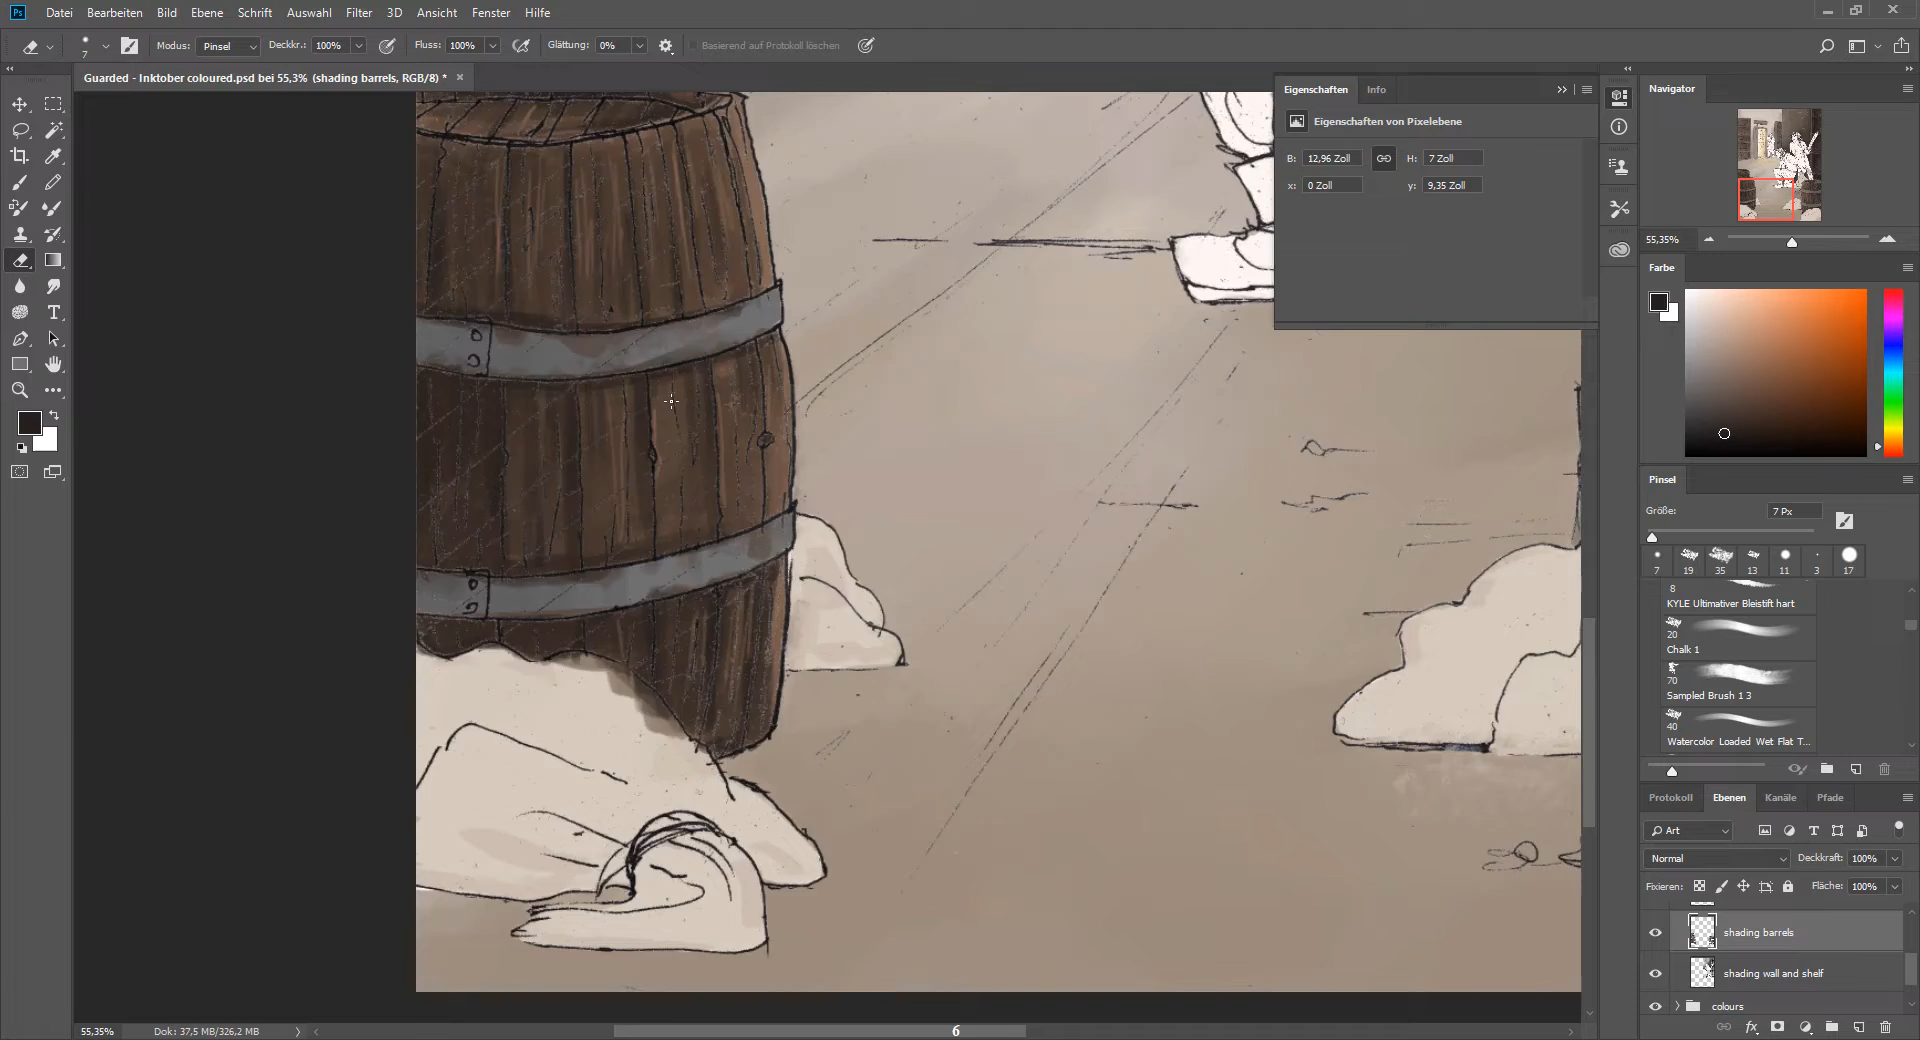 Ps Datei Bearbeiten Bild Ebene Schrift Auswahl Filter 3D Ansicht Fenster Hilfe
7 Modus: Pinsel Deckkr.: 100% Fluss: 100% Glättung: 0% Basierend auf Protokoll löschen
Guarded - Inktober coloured.psd bei 55,3% (shading barrels, RGB/8) *
Eigenschaften Info
Eigenschaften von Pixelebene
B: 12,96 Zoll H: 7 Zoll
x: 0 Zoll y: 9,35 Zoll
Navigator
55,35%
Farbe
Pinsel
Größe: 7 Px
7 19 35 13 11 3 17
8
KYLE Ultimativer Bleistift hart
20
Chalk 1
70
Sampled Brush 1 3
40
Watercolor Loaded Wet Flat T...
Protokoll Ebenen Kanäle Pfade
Art
Normal Deckkraft: 100%
Fixieren: Fläche: 100%
shading barrels
shading wall and shelf
colours
fx
55,35% Dok: 37,5 MB/326,2 MB
6